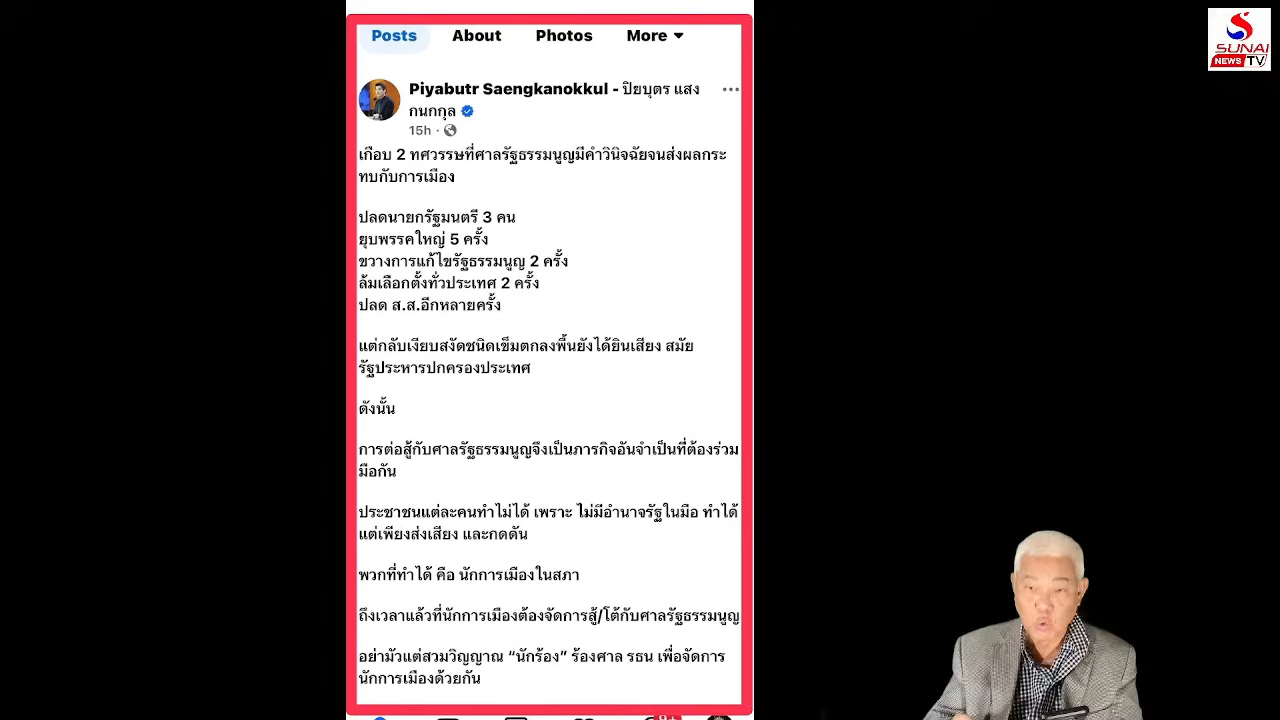 Posts About Photos More
SUNAI
NEWS TV
Piyabutr Saengkanokkul - ปิยบุตร แสง
กนกกุล
15h ·
เกือบ 2 ทศวรรษที่ศาลรัฐธรรมนูญมีคำวินิจฉัยจนส่งผลกระ
ทบกับการเมือง
ปลดนายกรัฐมนตรี 3 คน
ยุบพรรคใหญ่ 5 ครั้ง
ขวางการแก้ไขรัฐธรรมนูญ 2 ครั้ง
ล้มเลือกตั้งทั่วประเทศ 2 ครั้ง
ปลด ส.ส.อีกหลายครั้ง
แต่กลับเงียบสงัดชนิดเข็มตกลงพื้นยังได้ยินเสียง สมัย
รัฐประหารปกครองประเทศ
ดังนั้น
การต่อสู้กับศาลรัฐธรรมนูญจึงเป็นภารกิจอันจำเป็นที่ต้องร่วม
มือกัน
ประชาชนแต่ละคนทำไม่ได้ เพราะ ไม่มีอำนาจรัฐในมือ ทำได้
แต่เพียงส่งเสียง และกดดัน
พวกที่ทำได้ คือ นักการเมืองในสภา
ถึงเวลาแล้วที่นักการเมืองต้องจัดการสู้/โต้กับศาลรัฐธรรมนูญ
อย่ามัวแต่สวมวิญญาณ “นักร้อง” ร้องศาล รธน เพื่อจัดการ
นักการเมืองด้วยกัน